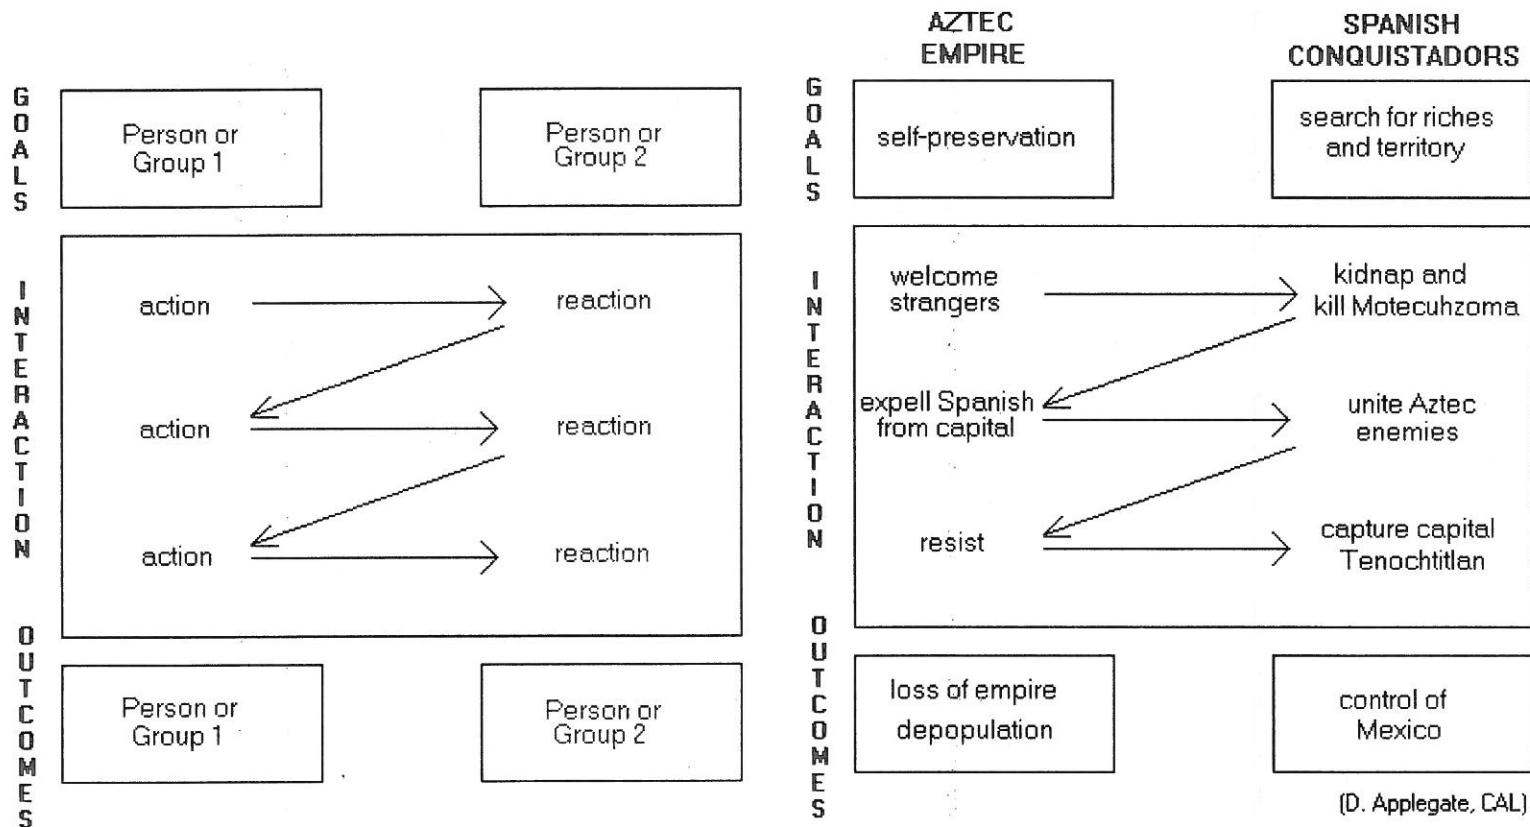 GOALS
Person or
Group 1
Person or
Group 2
INTERACTION
action
reaction
action
reaction
action
reaction
OUTCOMES
Person or
Group 1
Person or
Group 2
AZTEC
EMPIRE
SPANISH
CONQUISTADORS
GOALS
self-preservation
search for riches
and territory
INTERACTION
welcome
strangers
kidnap and
kill Motecuhzoma
expell Spanish
from capital
unite Aztec
enemies
resist
capture capital
Tenochtitlan
OUTCOMES
loss of empire
depopulation
control of
Mexico
(D. Applegate, CAL)